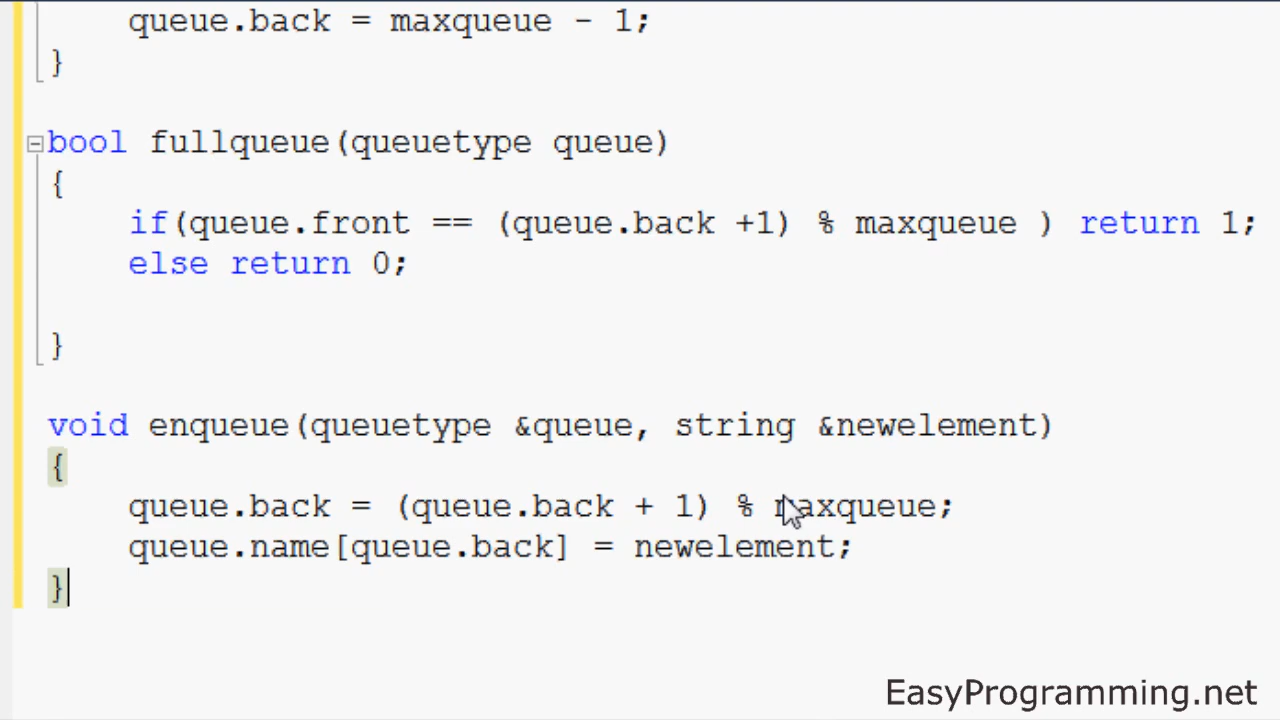 queue.back = maxqueue - 1;
}
bool fullqueue(queuetype queue)
{
if(queue.front == (queue.back +1) % maxqueue ) return 1;
else return 0;
}
void enqueue(queuetype &queue, string &newelement)
{
queue.back = (queue.back + 1) % maxqueue;
queue.name[queue.back] = newelement;
}
EasyProgramming.net